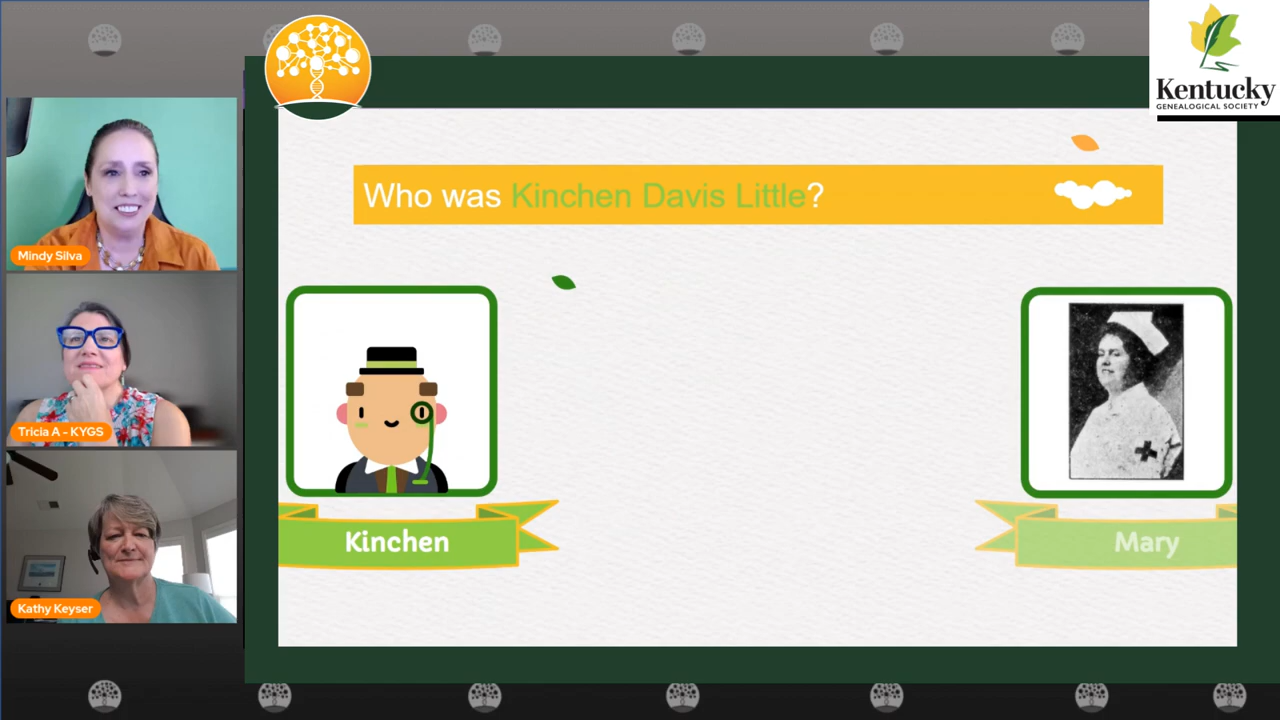 Kentucky
GENEALOGICAL SOCIETY
Who was Kinchen Davis Little?
Mindy Silva
Tricia A - KYGS
Kathy Keyser
Kinchen
Mary